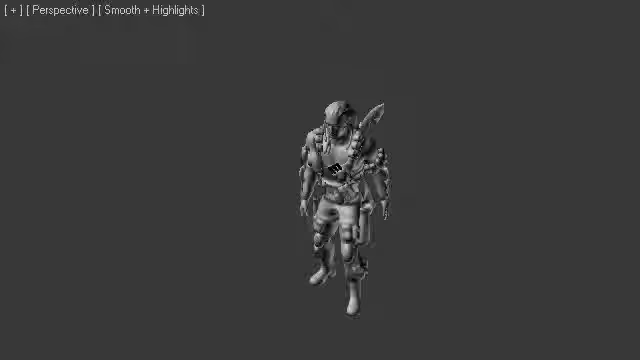 [ + ] [ Perspective ] [ Smooth + Highlights ]